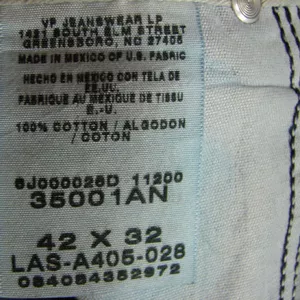 VF JEANSWEAR LP
1421 SOUTH ELM STREET
GREENSBORO, NC 27405
MADE IN MEXICO OF U.S. FABRIC
HECHO EN MEXICO CON TELA DE
EE.UU.
FABRIQUE AU MEXIQUE DE TISSU
E.-U.
100% COTTON / ALGODON
/ COTON
6J000025D 11200
35001AN
42 X 32
LAS-A405-028
084084352972